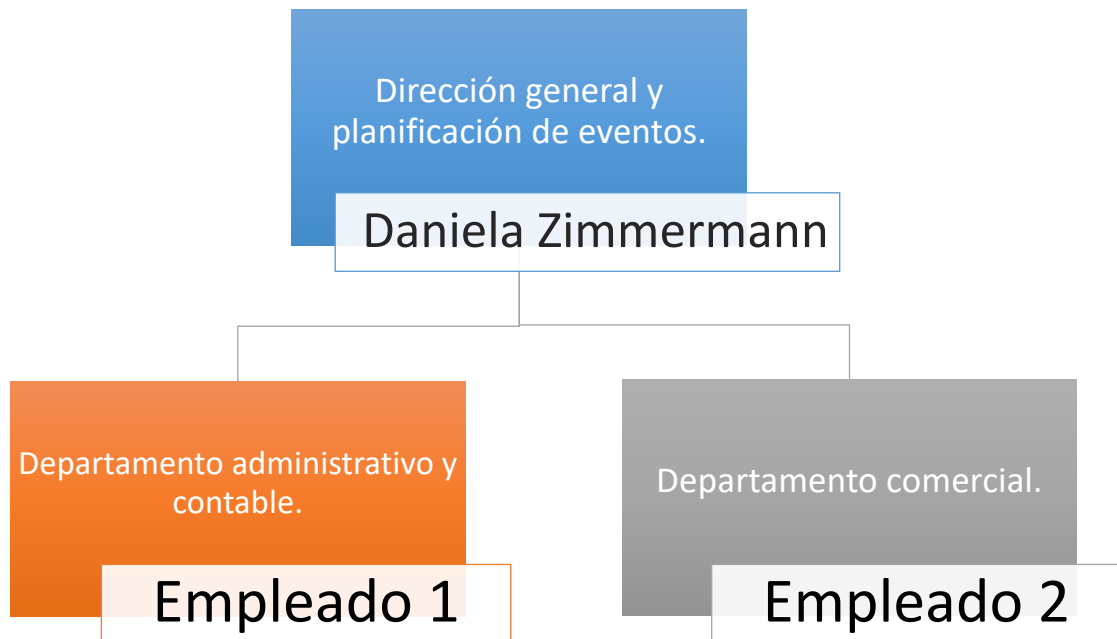 Dirección general y
planificación de eventos.
Daniela Zimmermann
Departamento administrativo y
contable.
Empleado 1
Departamento comercial.
Empleado 2